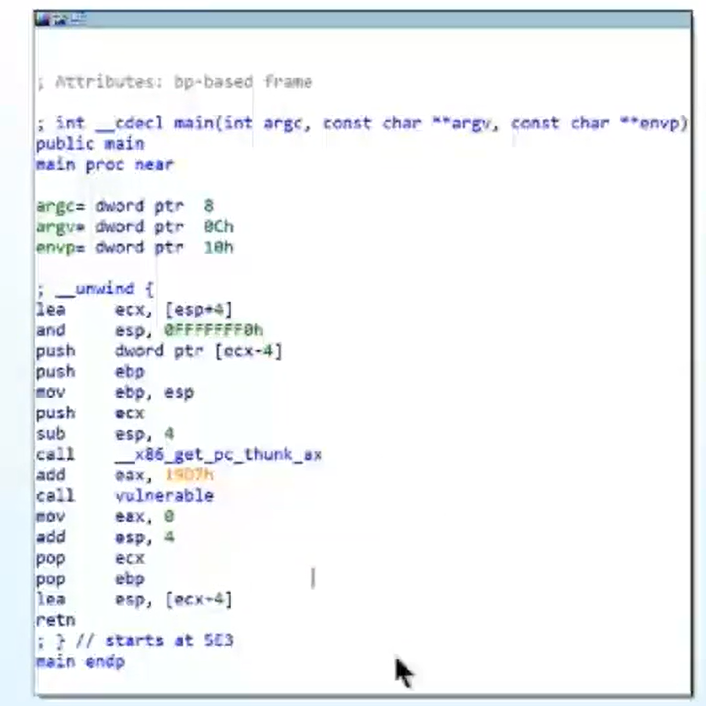 ; Attributes: bp-based frame
; int __cdecl main(int argc, const char **argv, const char **envp)
public main
main proc near
argc= dword ptr  8
argv= dword ptr  0Ch
envp= dword ptr  10h
; __unwind {
lea     ecx, [esp+4]
and     esp, 0FFFFFFF0h
push    dword ptr [ecx-4]
push    ebp
mov     ebp, esp
push    ecx
sub     esp, 4
call    __x86_get_pc_thunk_ax
add     eax, 19D7h
call    vulnerable
mov     eax, 0
add     esp, 4
pop     ecx
pop     ebp
lea     esp, [ecx-4]
retn
; } // starts at 5E3
main endp